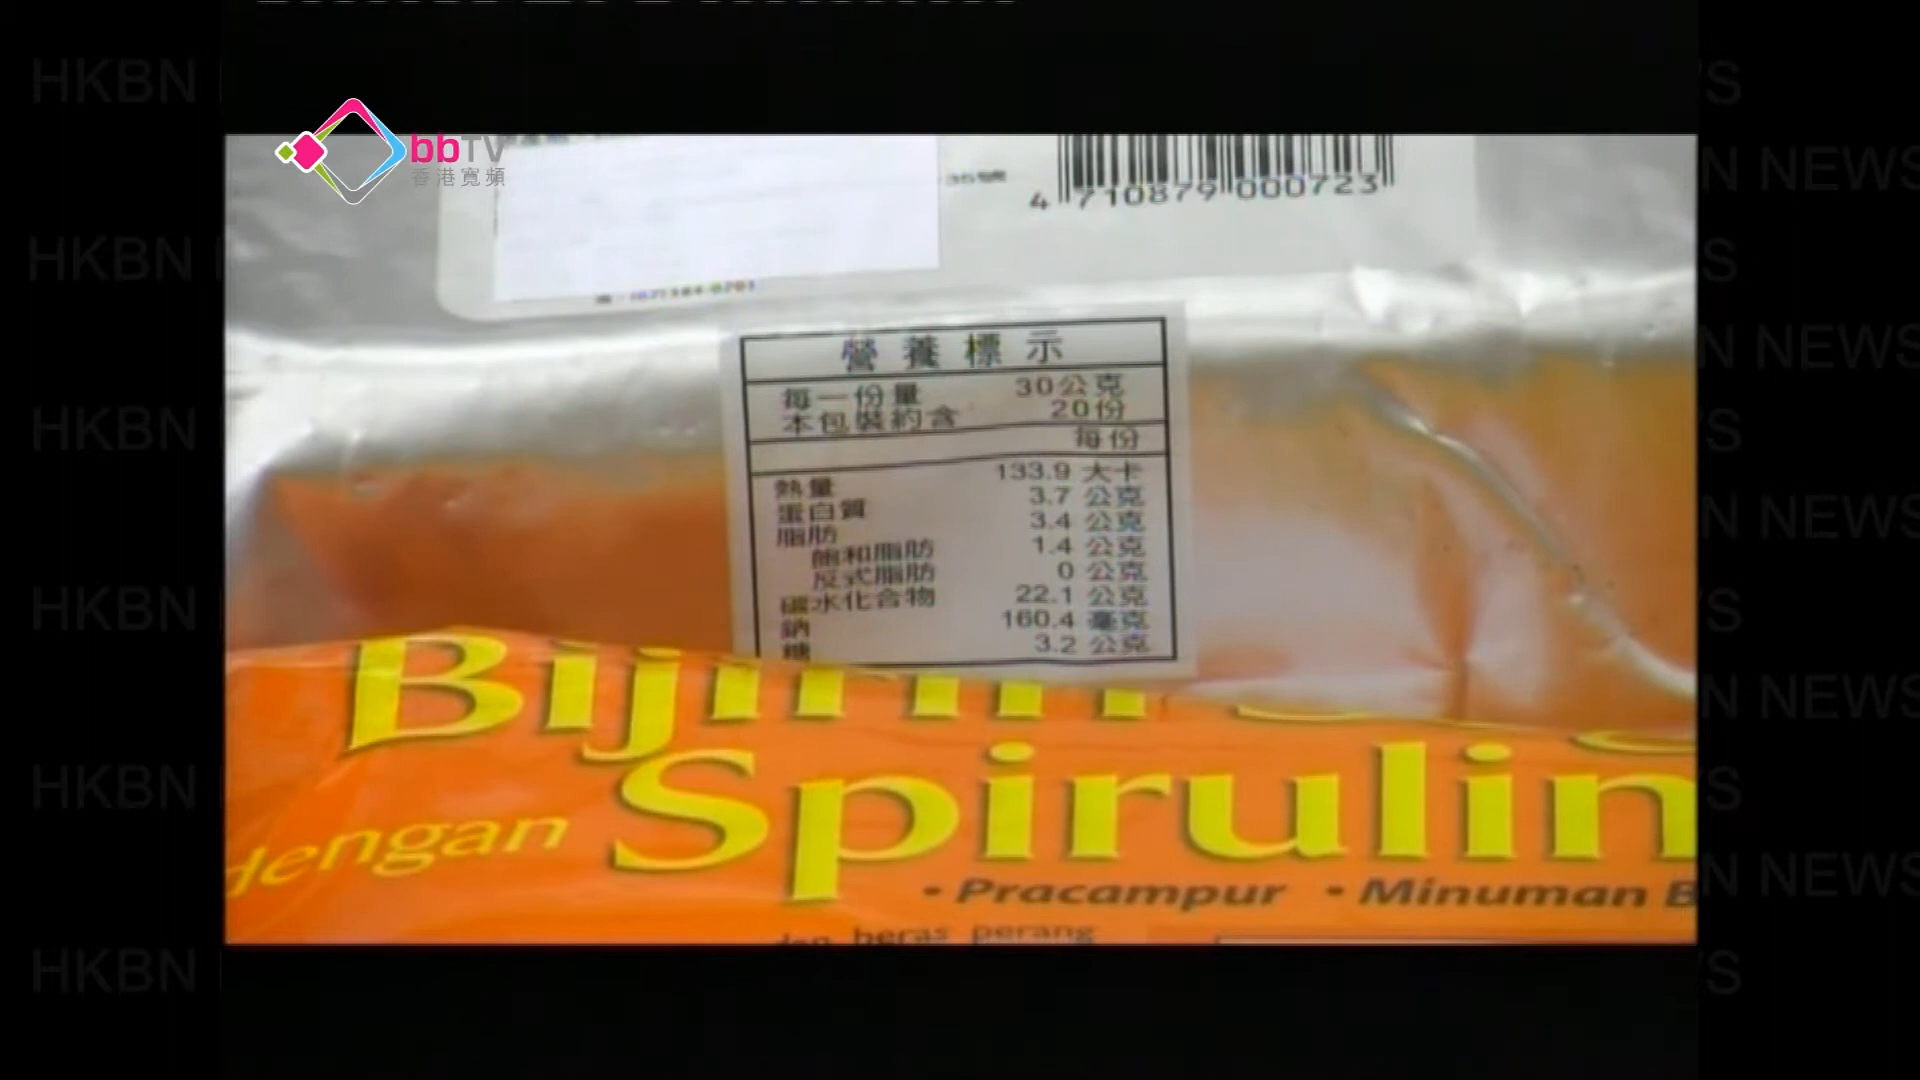 bbTV
香港寬頻
4 710879 000723
營養標示
每一份量 30公克
本包裝約含 20份
每份
熱量 133.9 大卡
蛋白質 3.7 公克
脂肪 3.4 公克
飽和脂肪 1.4 公克
反式脂肪 0 公克
碳水化合物 22.1 公克
鈉 160.4 毫克
糖 3.2 公克
dengan Spirulin
• Pracampur • Minuman B
beras perang
HKBN NEWS